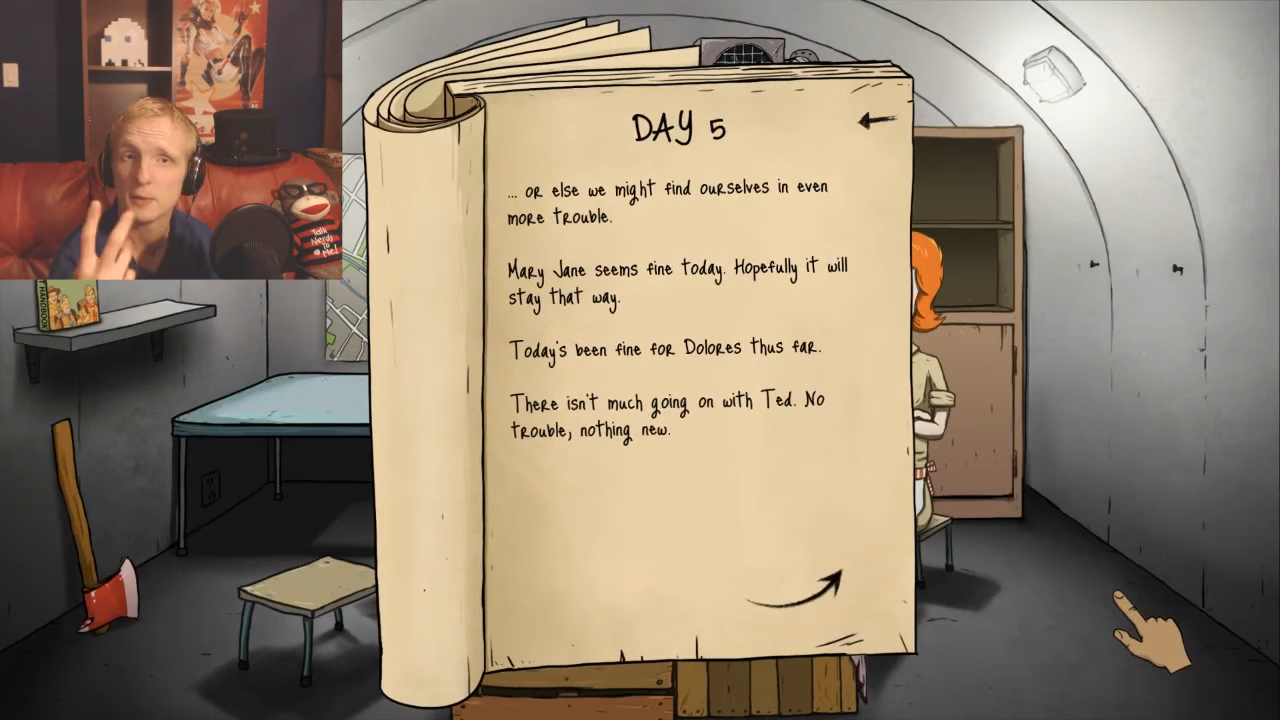 DAY 5
... or else we might find ourselves in even
more trouble.
Mary Jane seems fine today. Hopefully it will
stay that way.
Today's been fine for Dolores thus far.
There isn't much going on with Ted. No
trouble, nothing new.
Talk
Nerdy
To Me!
HANDBOOK